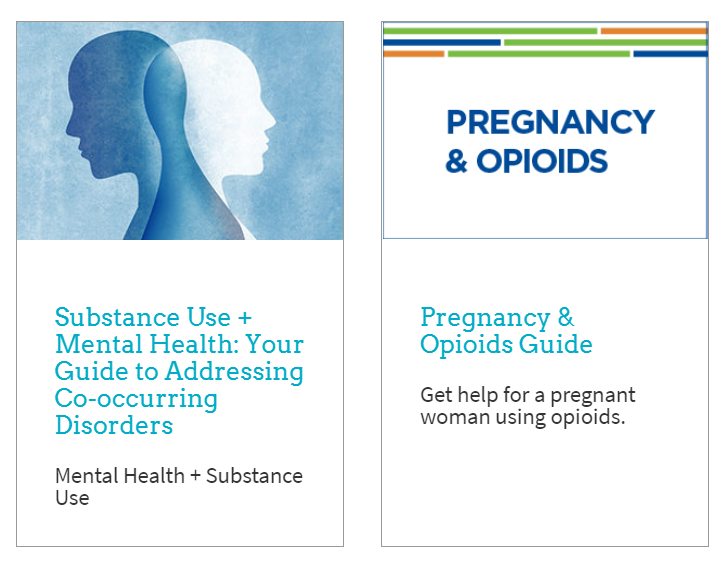 Substance Use +
Mental Health: Your
Guide to Addressing
Co-occurring
Disorders
Mental Health + Substance
Use
PREGNANCY
& OPIOIDS
Pregnancy &
Opioids Guide
Get help for a pregnant
woman using opioids.